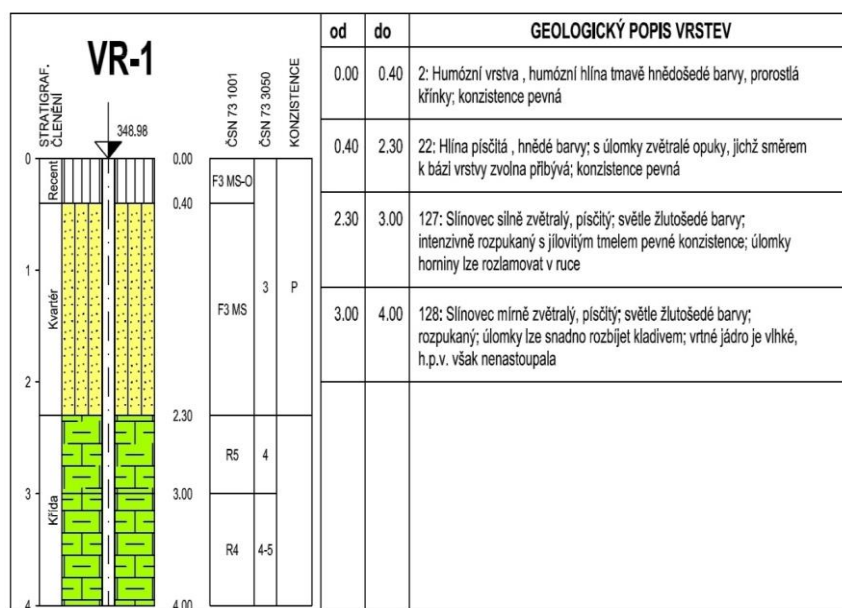 VR-1
STRATIGRAF.
ČLENĚNÍ
348.98
ČSN 73 1001
ČSN 73 3050
KONZISTENCE
0
1
2
3
4
Recent
Kvartér
Křída
0.00
0.40
2.30
3.00
4.00
F3 MS-O
F3 MS
R5
R4
3
4
4-5
P
od do GEOLOGICKÝ POPIS VRSTEV
0.00 0.40 2: Humózní vrstva , humózní hlína tmavě hnědošedé barvy, prorostlá
křínky; konzistence pevná
0.40 2.30 22: Hlína písčitá , hnědé barvy; s úlomky zvětralé opuky, jichž směrem
k bázi vrstvy zvolna přibývá; konzistence pevná
2.30 3.00 127: Slínovec silně zvětralý, písčitý; světle žlutošedé barvy;
intenzivně rozpukaný s jílovitým tmelem pevné konzistence; úlomky
horniny lze rozlamovat v ruce
3.00 4.00 128: Slínovec mírně zvětralý, písčitý; světle žlutošedé barvy;
rozpukaný; úlomky lze snadno rozbíjet kladivem; vrtné jádro je vlhké,
h.p.v. však nenastoupala